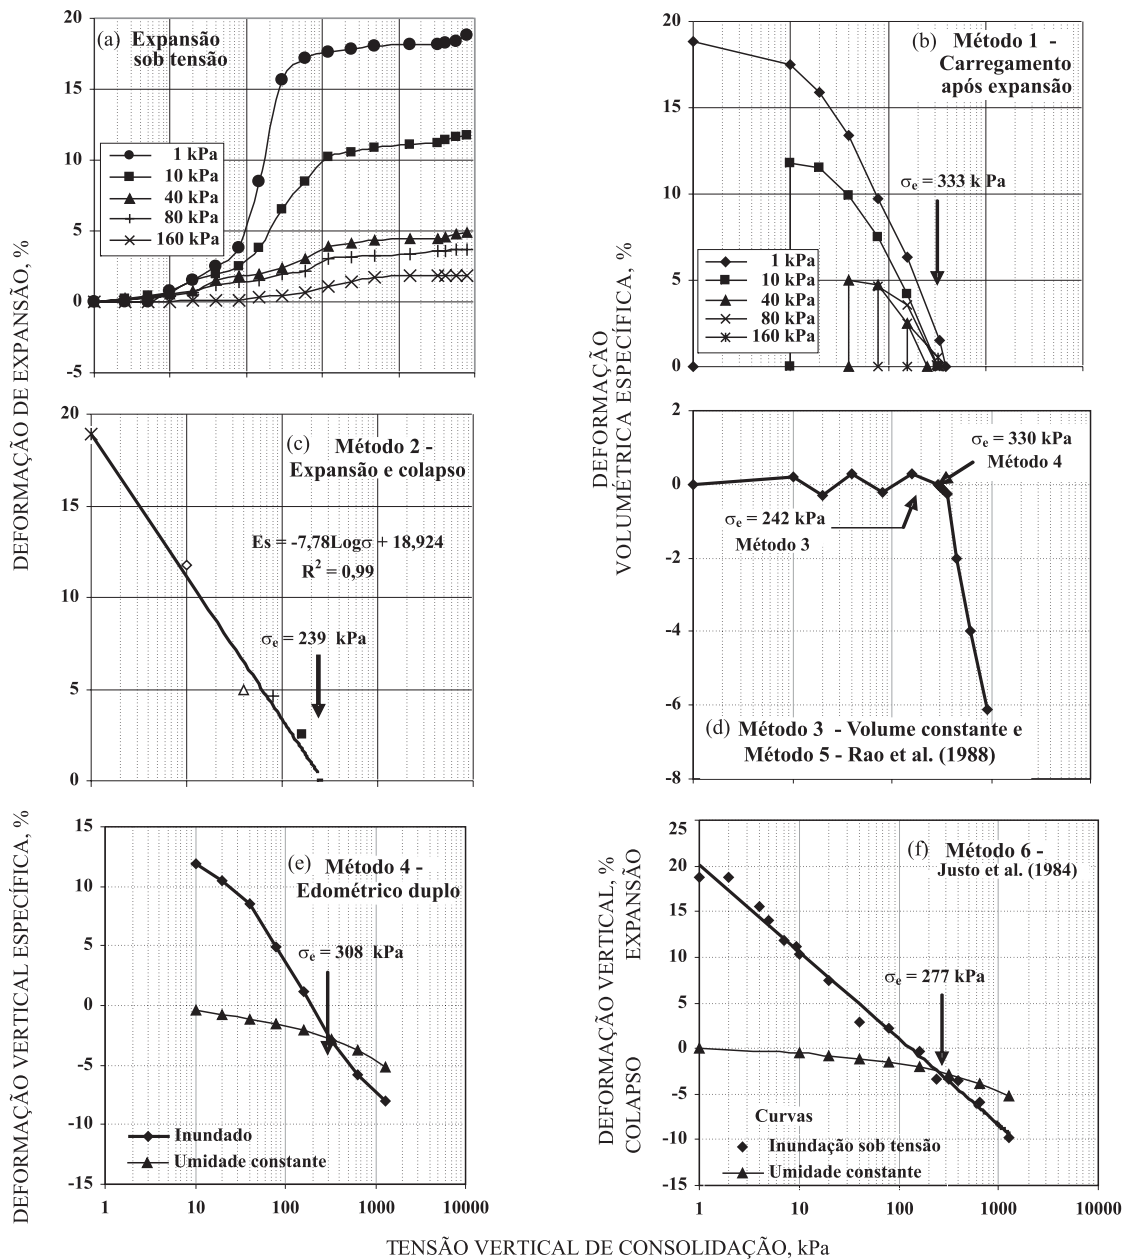 DEFORMAÇÃO DE EXPANSÃO, %
20
15
10
5
0
-5
(a) Expansão
sob tensão
1 kPa
10 kPa
40 kPa
80 kPa
160 kPa
DEFORMAÇÃO
VOLUMÉTRICA ESPECÍFICA, %
20
15
10
5
0
(b) Método 1 -
Carregamento
após expansão
σe = 333 k Pa
1 kPa
10 kPa
40 kPa
80 kPa
160 kPa
20
15
10
5
0
(c) Método 2 -
Expansão e colapso
Es = -7,78Logσ + 18,924
R² = 0,99
σe = 239 kPa
2
0
-2
-4
-6
-8
σe = 330 kPa
Método 4
σe = 242 kPa
Método 3
(d) Método 3 - Volume constante e
Método 5 - Rao et al. (1988)
DEFORMAÇÃO VERTICAL ESPECÍFICA, %
15
10
5
0
-5
-10
-15
(e) Método 4 -
Edométrico duplo
σe = 308 kPa
Inundado
Umidade constante
1 10 100 1000 10000
DEFORMAÇÃO VERTICAL, %
COLAPSO EXPANSÃO
25
20
15
10
5
0
-5
-10
-15
(f) Método 6 -
Justo et al. (1984)
σe = 277 kPa
Curvas
Inundação sob tensão
Umidade constante
1 10 100 1000 10000
TENSÃO VERTICAL DE CONSOLIDAÇÃO, kPa